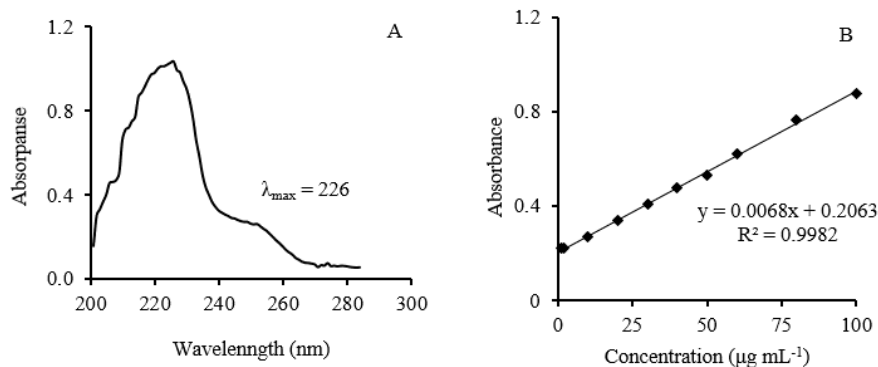 A
1.2
0.8
0.4
0.0
Absorpanse
λmax = 226
200 220 240 260 280 300
Wavelenngth (nm)
B
1.2
0.8
0.4
0
Absorbance
y = 0.0068x + 0.2063
R² = 0.9982
0 25 50 75 100
Concentration (µg mL-1)